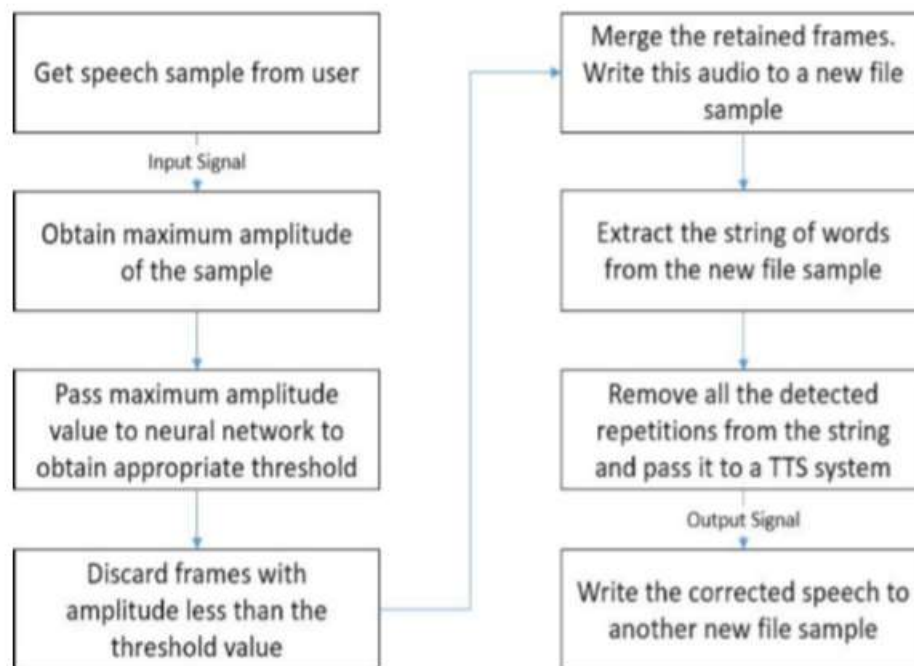 Get speech sample from user
Input Signal
Obtain maximum amplitude
of the sample
Pass maximum amplitude
value to neural network to
obtain appropriate threshold
Discard frames with
amplitude less than the
threshold value
Merge the retained frames.
Write this audio to a new file
sample
Extract the string of words
from the new file sample
Remove all the detected
repetitions from the string
and pass it to a TTS system
Output Signal
Write the corrected speech to
another new file sample